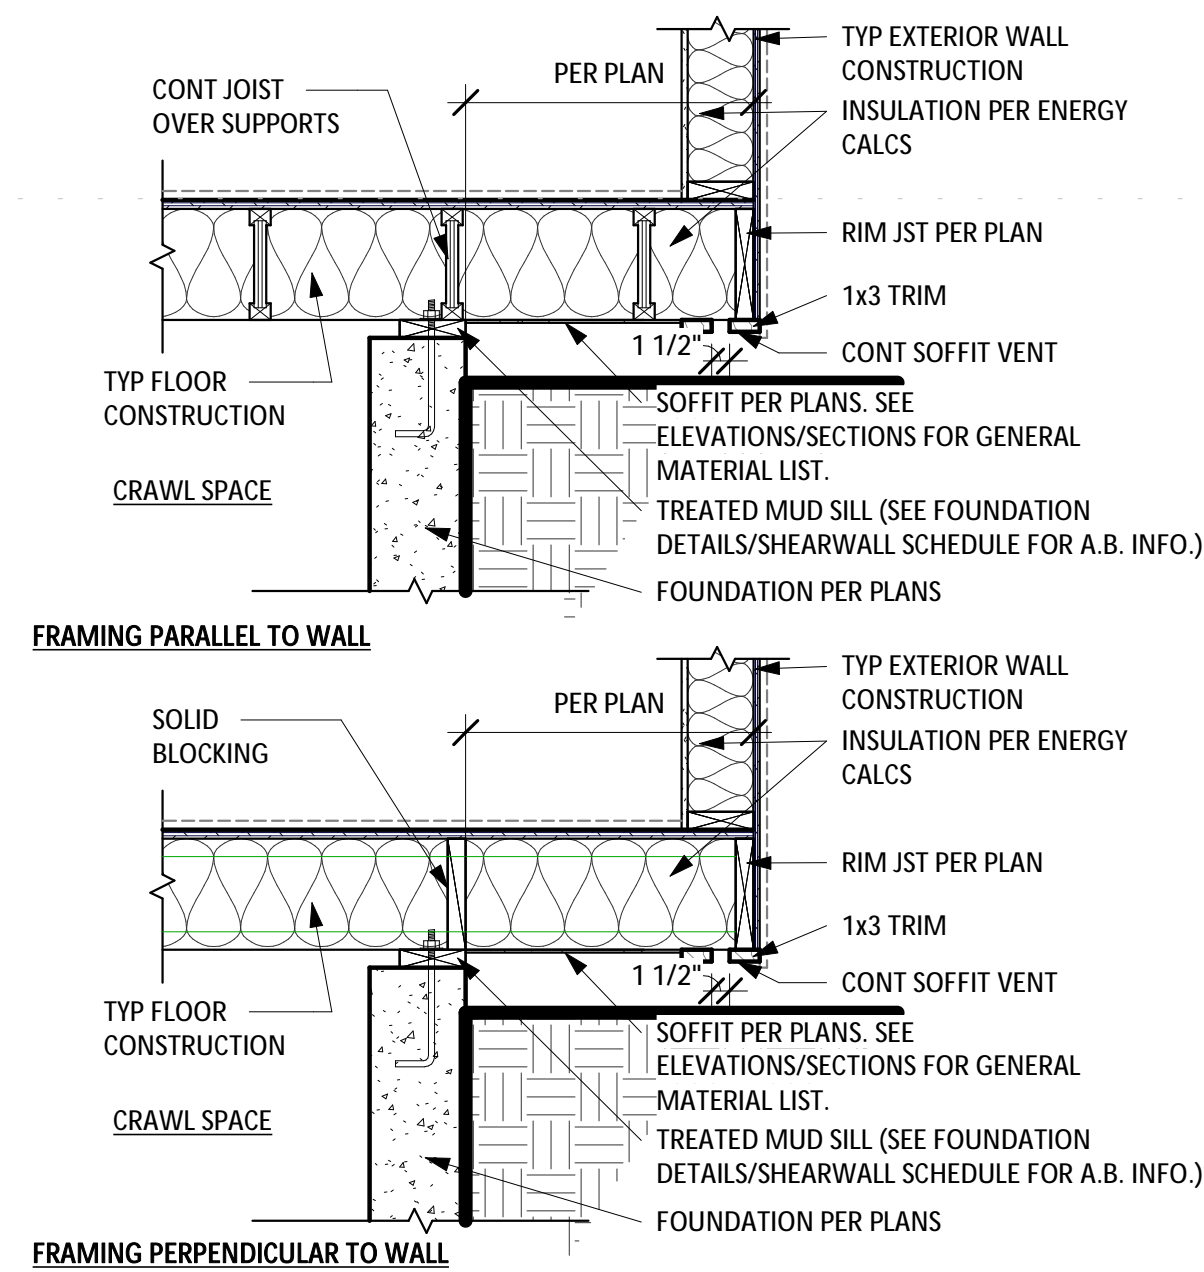 TYP EXTERIOR WALL
CONSTRUCTION
PER PLAN
CONT JOIST
OVER SUPPORTS
INSULATION PER ENERGY
CALCS
RIM JST PER PLAN
1x3 TRIM
1 1/2"
CONT SOFFIT VENT
TYP FLOOR
CONSTRUCTION
SOFFIT PER PLANS. SEE
ELEVATIONS/SECTIONS FOR GENERAL
MATERIAL LIST.
CRAWL SPACE
TREATED MUD SILL (SEE FOUNDATION
DETAILS/SHEARWALL SCHEDULE FOR A.B. INFO.)
FOUNDATION PER PLANS
FRAMING PARALLEL TO WALL
TYP EXTERIOR WALL
CONSTRUCTION
PER PLAN
SOLID
BLOCKING
INSULATION PER ENERGY
CALCS
RIM JST PER PLAN
1x3 TRIM
1 1/2"
CONT SOFFIT VENT
TYP FLOOR
CONSTRUCTION
SOFFIT PER PLANS. SEE
ELEVATIONS/SECTIONS FOR GENERAL
MATERIAL LIST.
CRAWL SPACE
TREATED MUD SILL (SEE FOUNDATION
DETAILS/SHEARWALL SCHEDULE FOR A.B. INFO.)
FOUNDATION PER PLANS
FRAMING PERPENDICULAR TO WALL